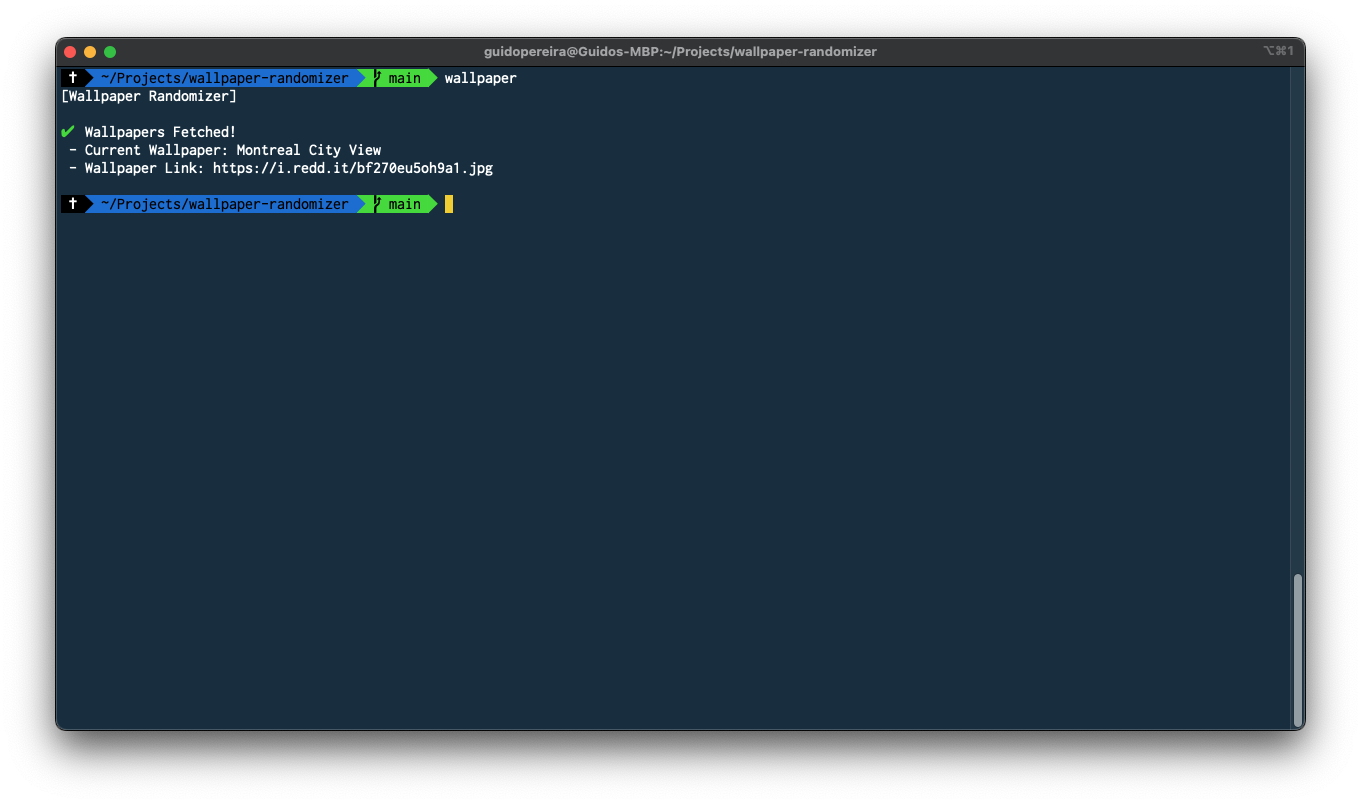 guidopereira@Guidos-MBP:~/Projects/wallpaper-randomizer
⌥⌘1
✝ ~/Projects/wallpaper-randomizer main wallpaper
[Wallpaper Randomizer]
✔ Wallpapers Fetched!
- Current Wallpaper: Montreal City View
- Wallpaper Link: https://i.redd.it/bf270eu5oh9a1.jpg
✝ ~/Projects/wallpaper-randomizer main